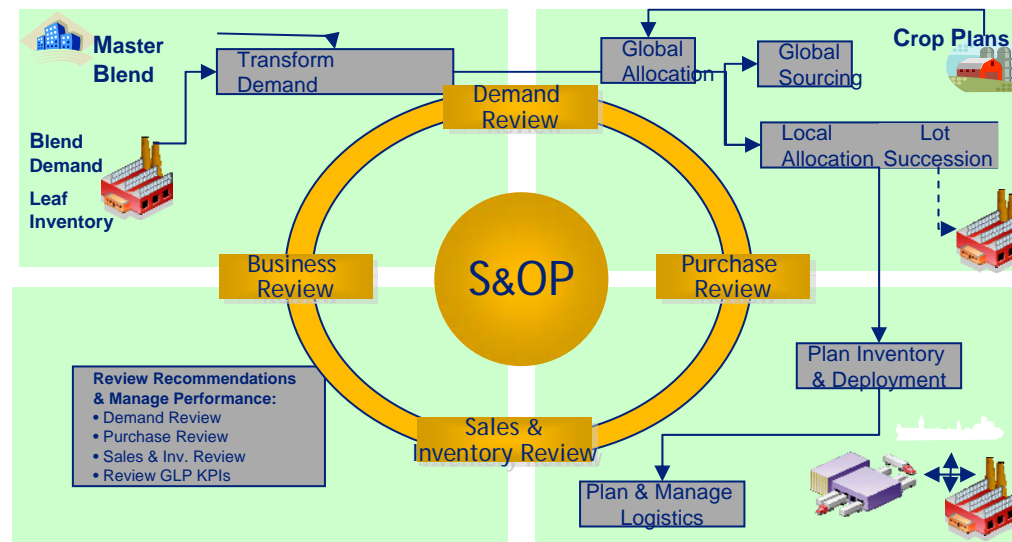 Master
Blend
Transform
Demand
Blend
Demand
Leaf
Inventory
Global
Allocation
Global
Sourcing
Crop Plans
Local
Allocation
Lot
Succession
Demand
Review
Business
Review
S&OP
Purchase
Review
Sales &
Inventory Review
Review Recommendations
& Manage Performance:
• Demand Review
• Purchase Review
• Sales & Inv. Review
• Review GLP KPIs
Plan Inventory
& Deployment
Plan & Manage
Logistics